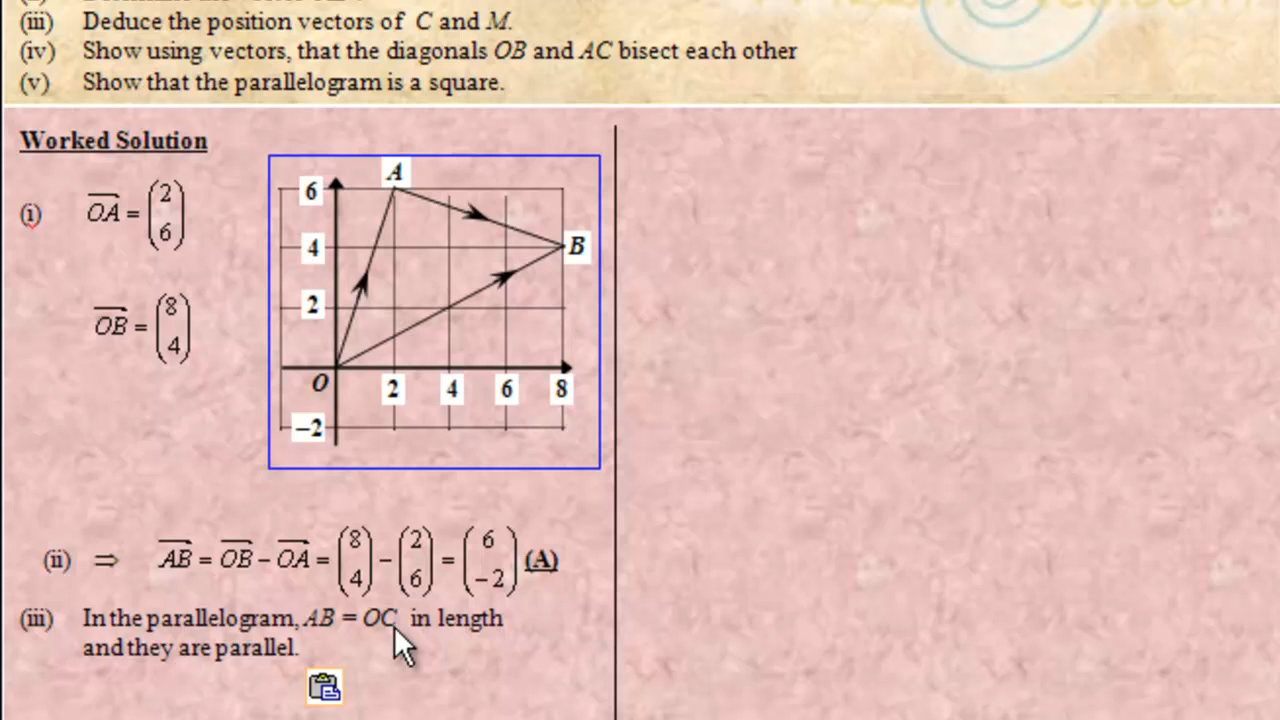 (iii) Deduce the position vectors of C and M.
(iv) Show using vectors, that the diagonals OB and AC bisect each other
(v) Show that the parallelogram is a square.
Worked Solution
(i) OA = (2 6)
OB = (8 4)
A
6
4
B
2
O
2 4 6 8
–2
(ii) ⇒ AB = OB – OA = (8 4) – (2 6) = (6 –2) (A)
(iii) In the parallelogram, AB = OC in length
and they are parallel.